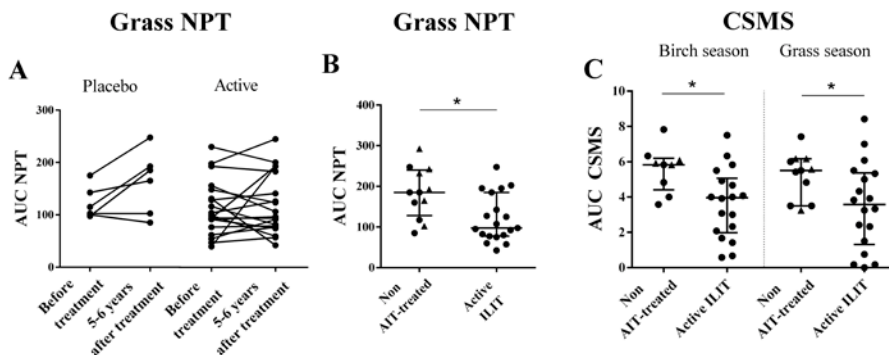 Grass NPT
Grass NPT
CSMS
A
Placebo
Active
AUC NPT
300
200
100
0
Before
treatment
5-6 years
after treatment
Before
treatment
5-6 years
after treatment
B
AUC NPT
400
300
200
100
0
*
Non
AIT-treated
Active
ILIT
C
Birch season
Grass season
AUC CSMS
10
8
6
4
2
0
*
*
Non
AIT-treated
Active ILIT
Non
AIT-treated
Active ILIT